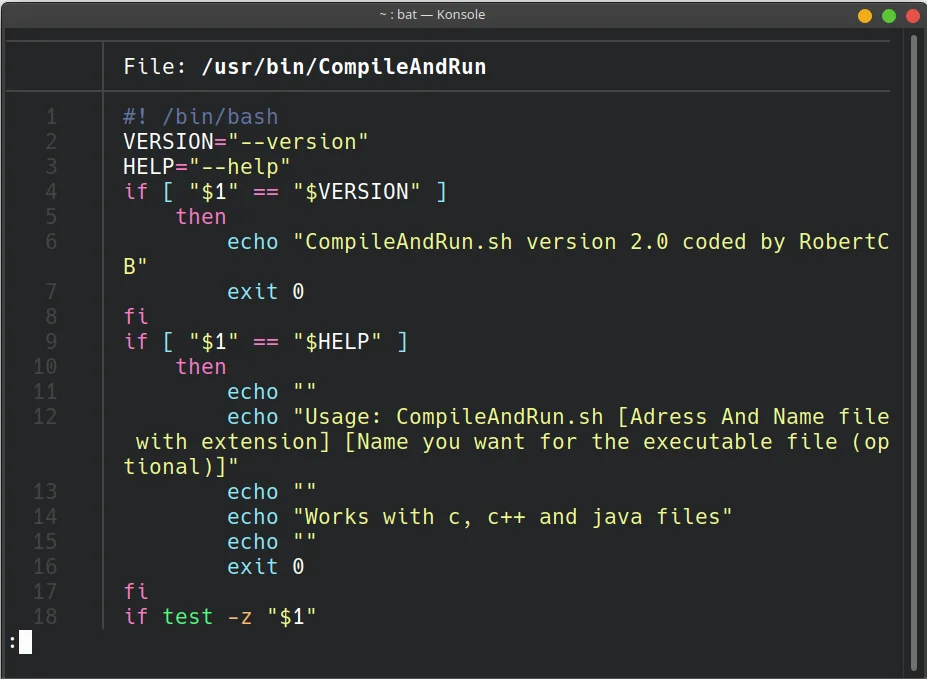 ~ : bat — Konsole
File: /usr/bin/CompileAndRun
1 #! /bin/bash
2 VERSION="--version"
3 HELP="--help"
4 if [ "$1" == "$VERSION" ]
5     then
6         echo "CompileAndRun.sh version 2.0 coded by RobertC
B"
7         exit 0
8 fi
9 if [ "$1" == "$HELP" ]
10     then
11         echo ""
12         echo "Usage: CompileAndRun.sh [Adress And Name file
 with extension] [Name you want for the executable file (op
tional)]"
13         echo ""
14         echo "Works with c, c++ and java files"
15         echo ""
16         exit 0
17 fi
18 if test -z "$1"
: